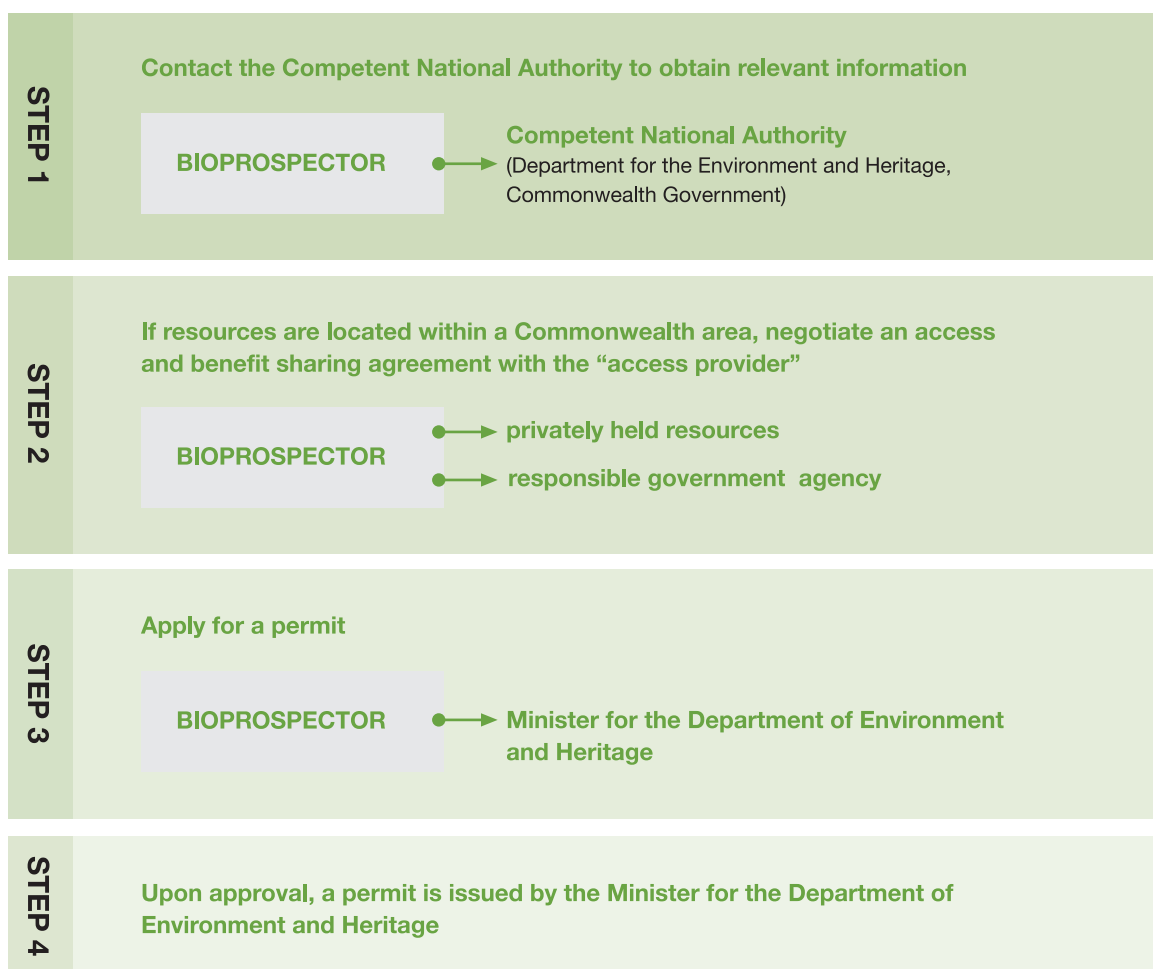 STEP 1
Contact the Competent National Authority to obtain relevant information
BIOPROSPECTOR
Competent National Authority
(Department for the Environment and Heritage,
Commonwealth Government)
STEP 2
If resources are located within a Commonwealth area, negotiate an access
and benefit sharing agreement with the “access provider”
BIOPROSPECTOR
privately held resources
responsible government agency
STEP 3
Apply for a permit
BIOPROSPECTOR
Minister for the Department of Environment
and Heritage
STEP 4
Upon approval, a permit is issued by the Minister for the Department of
Environment and Heritage